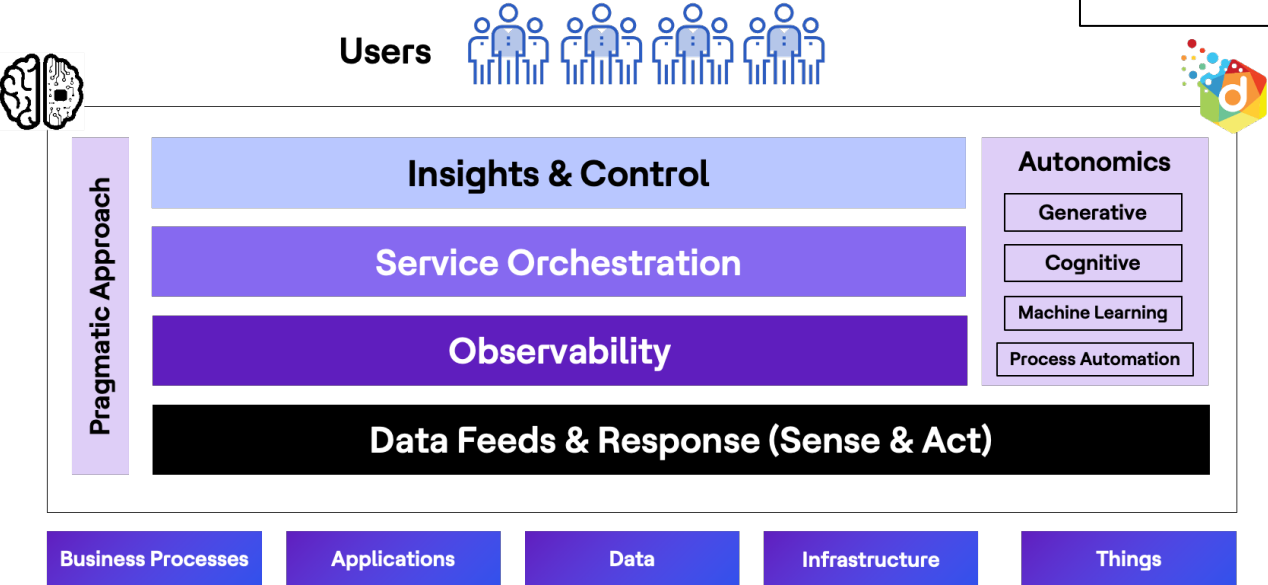 Users
Pragmatic Approach
Insights & Control
Service Orchestration
Observability
Data Feeds & Response (Sense & Act)
Autonomics
Generative
Cognitive
Machine Learning
Process Automation
d
Business Processes
Applications
Data
Infrastructure
Things